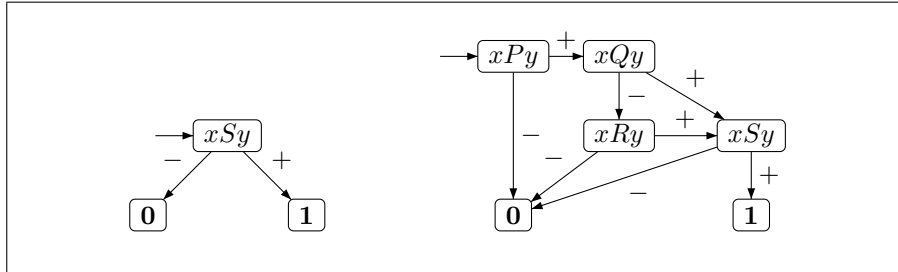 xPy + xQy
+
− −
xSy xRy + xSy
− + − − +
0 1 0 1